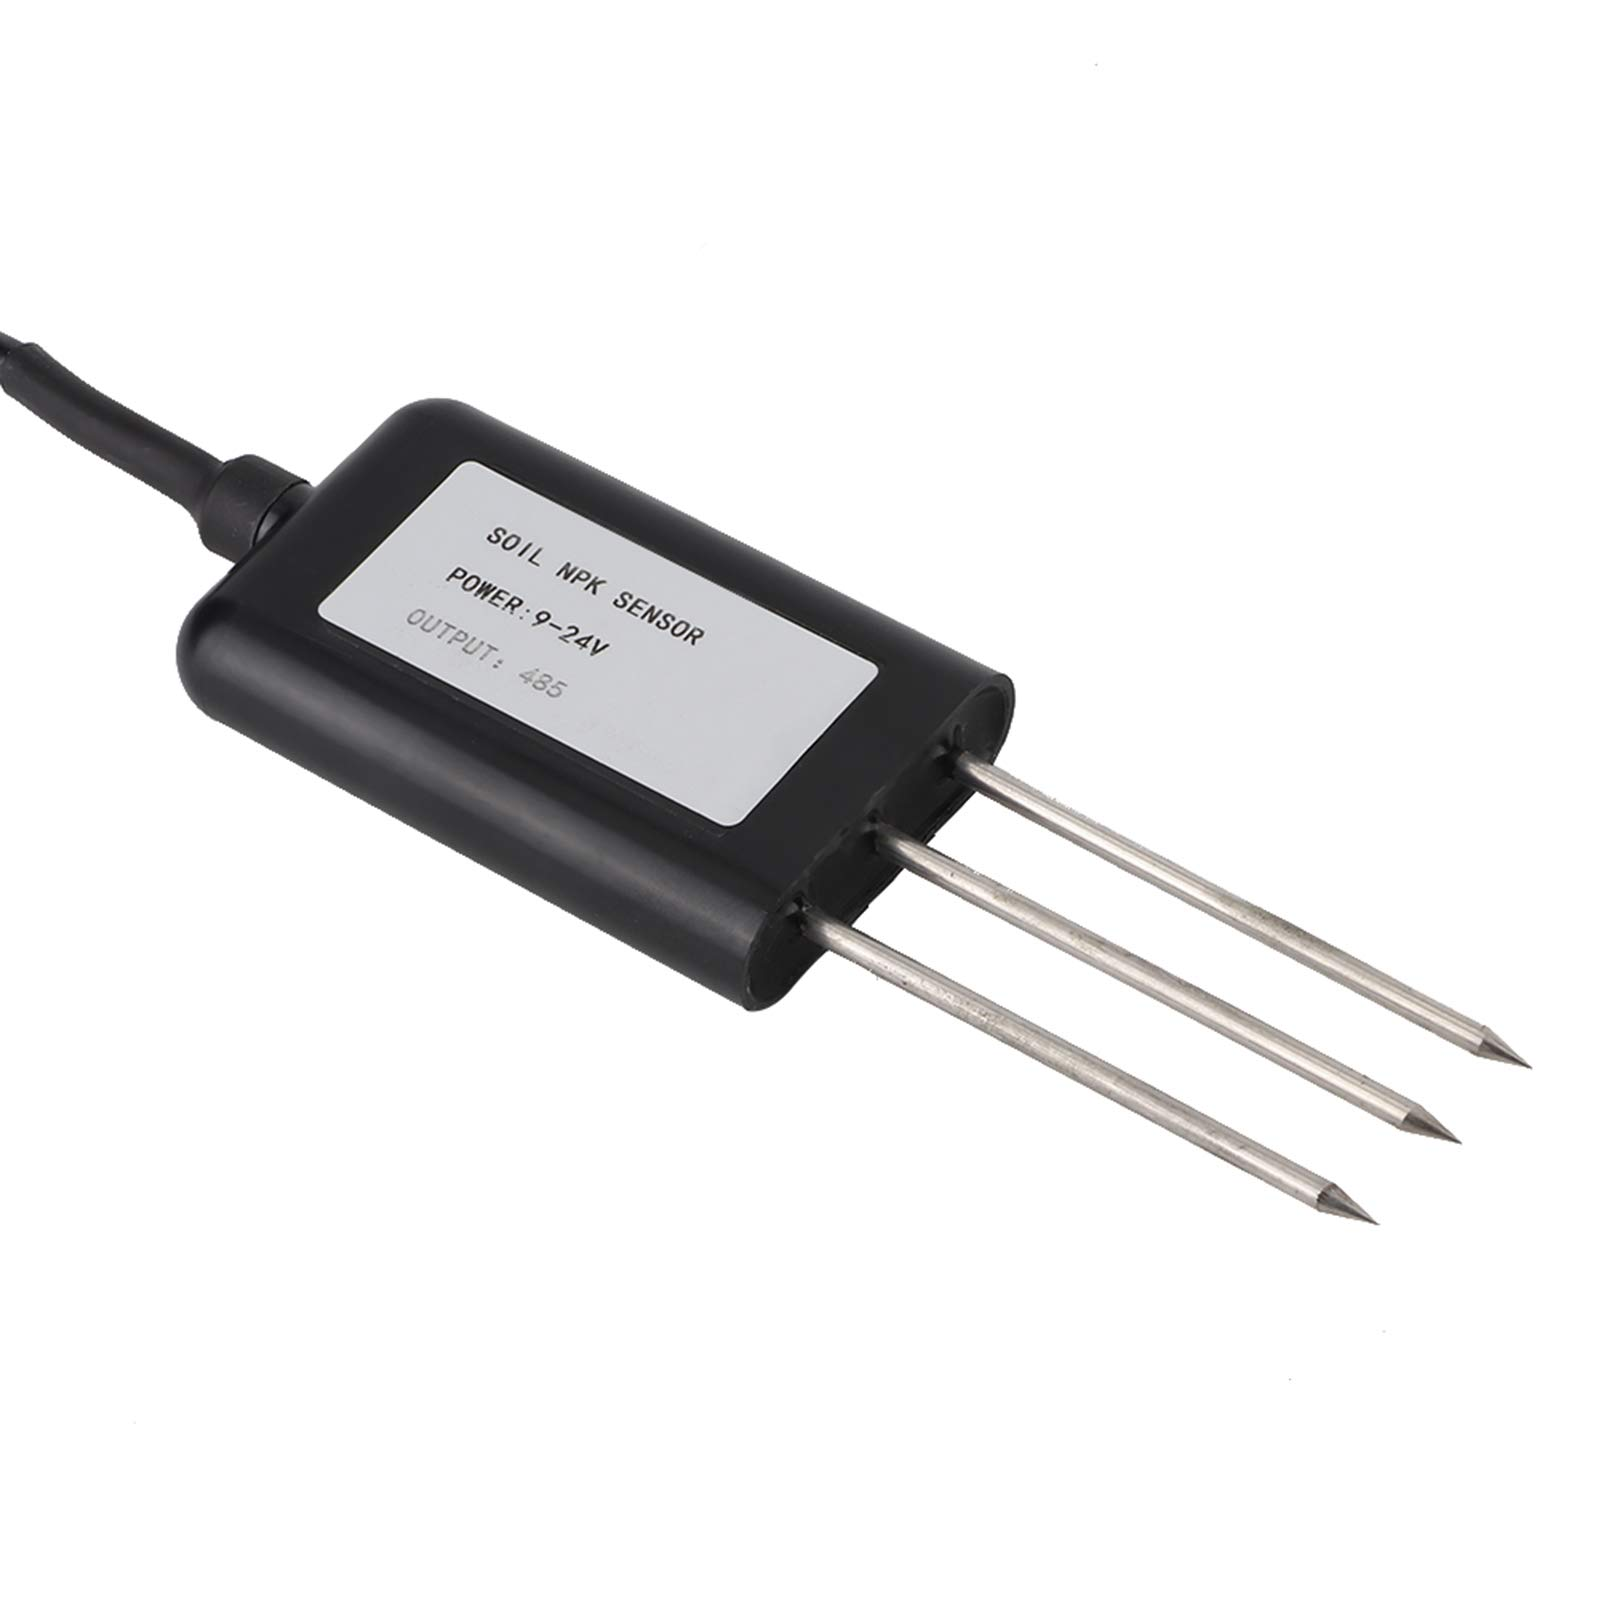 SOIL NPK SENSOR
POWER:9-24V
OUTPUT: 485